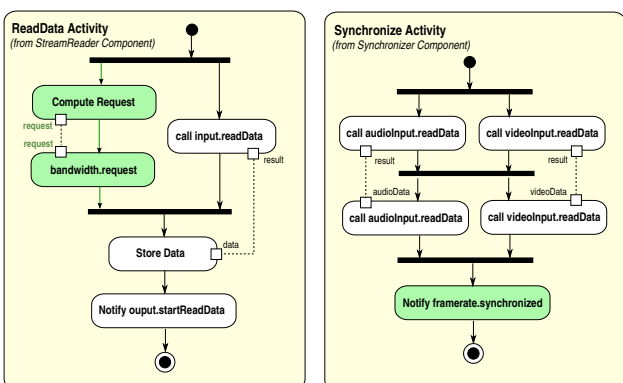 ReadData Activity
(from StreamReader Component)
Compute Request
request
request
bandwidth.request
call input.readData
result
Store Data
data
Notify ouput.startReadData
Synchronize Activity
(from Synchronizer Component)
call audioInput.readData
call videoInput.readData
result
result
audioData
videoData
call audioInput.readData
call videoInput.readData
Notify framerate.synchronized